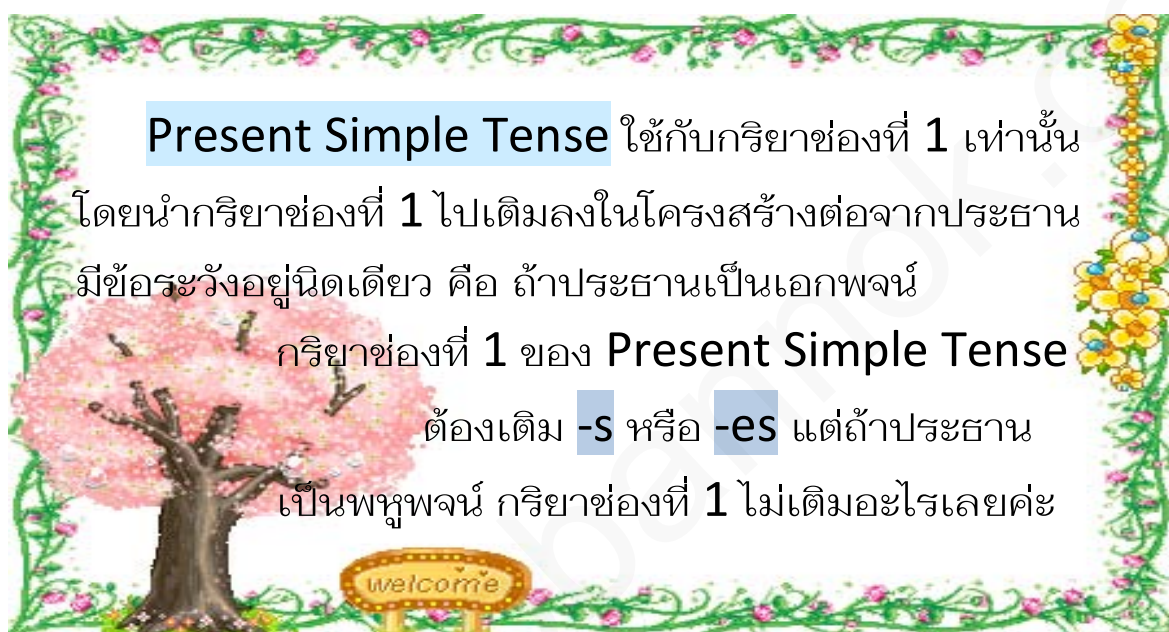 Present Simple Tense ใช้กับกริยาช่องที่ 1 เท่านั้น
โดยนำกริยาช่องที่ 1 ไปเติมลงในโครงสร้างต่อจากประธาน
มีข้อระวังอยู่นิดเดียว คือ ถ้าประธานเป็นเอกพจน์
กริยาช่องที่ 1 ของ Present Simple Tense
ต้องเติม -s หรือ -es แต่ถ้าประธาน
เป็นพหูพจน์ กริยาช่องที่ 1 ไม่เติมอะไรเลยค่ะ
welcome